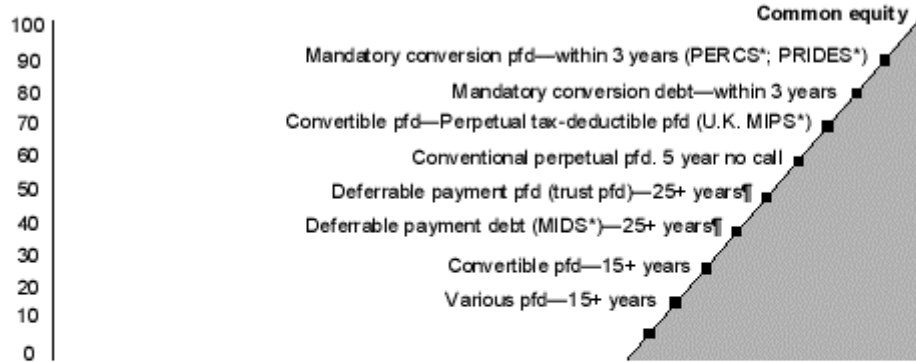 Common equity
100
90
Mandatory conversion pfd—within 3 years (PERCS*; PRIDES*)
80
Mandatory conversion debt—within 3 years
70
Convertible pfd—Perpetual tax-deductible pfd (U.K. MIPS*)
60
Conventional perpetual pfd. 5 year no call
50
Deferrable payment pfd (trust pfd)—25+ years¶
40
Deferrable payment debt (MIDS*)—25+ years¶
30
Convertible pfd—15+ years
20
Various pfd—15+ years
10
0